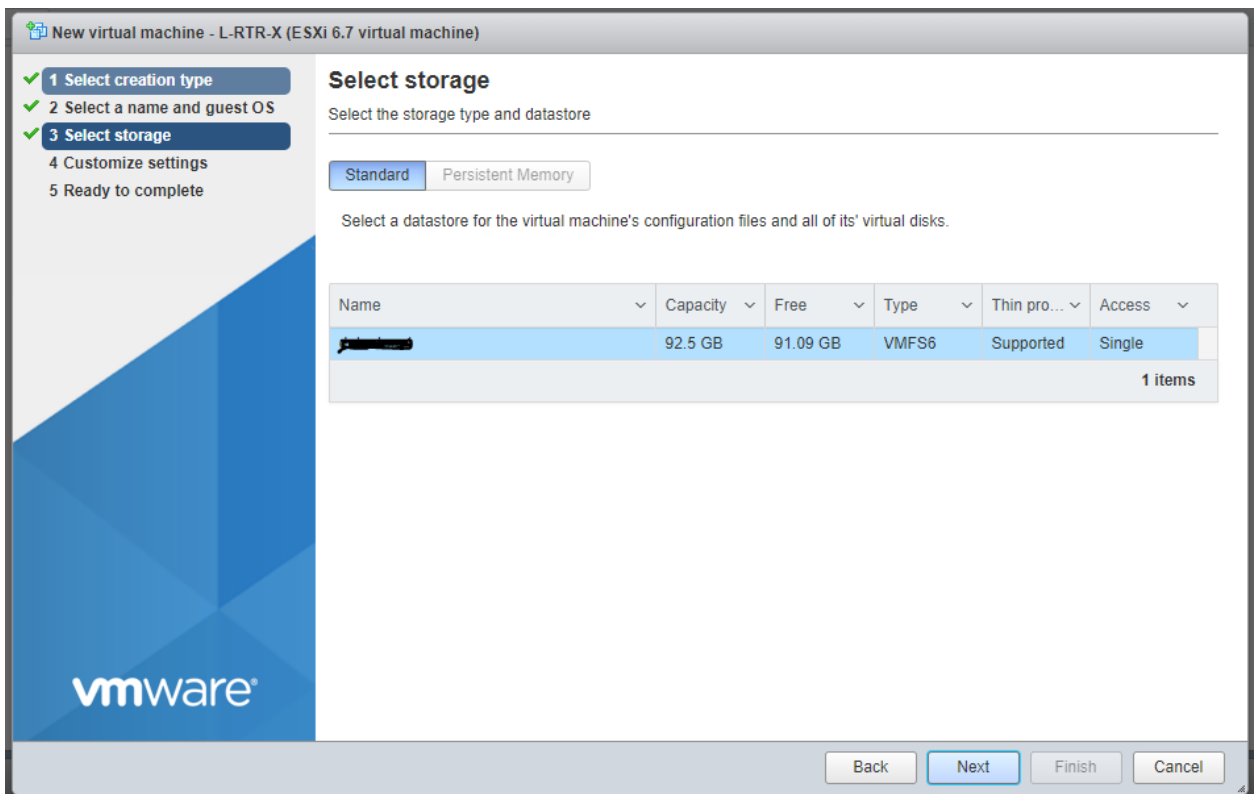 New virtual machine - L-RTR-X (ESXi 6.7 virtual machine)
1 Select creation type
2 Select a name and guest OS
3 Select storage
4 Customize settings
5 Ready to complete
Select storage
Select the storage type and datastore
Standard Persistent Memory
Select a datastore for the virtual machine's configuration files and all of its' virtual disks.
Name Capacity Free Type Thin pro... Access
92.5 GB 91.09 GB VMFS6 Supported Single
1 items
vmware®
Back Next Finish Cancel